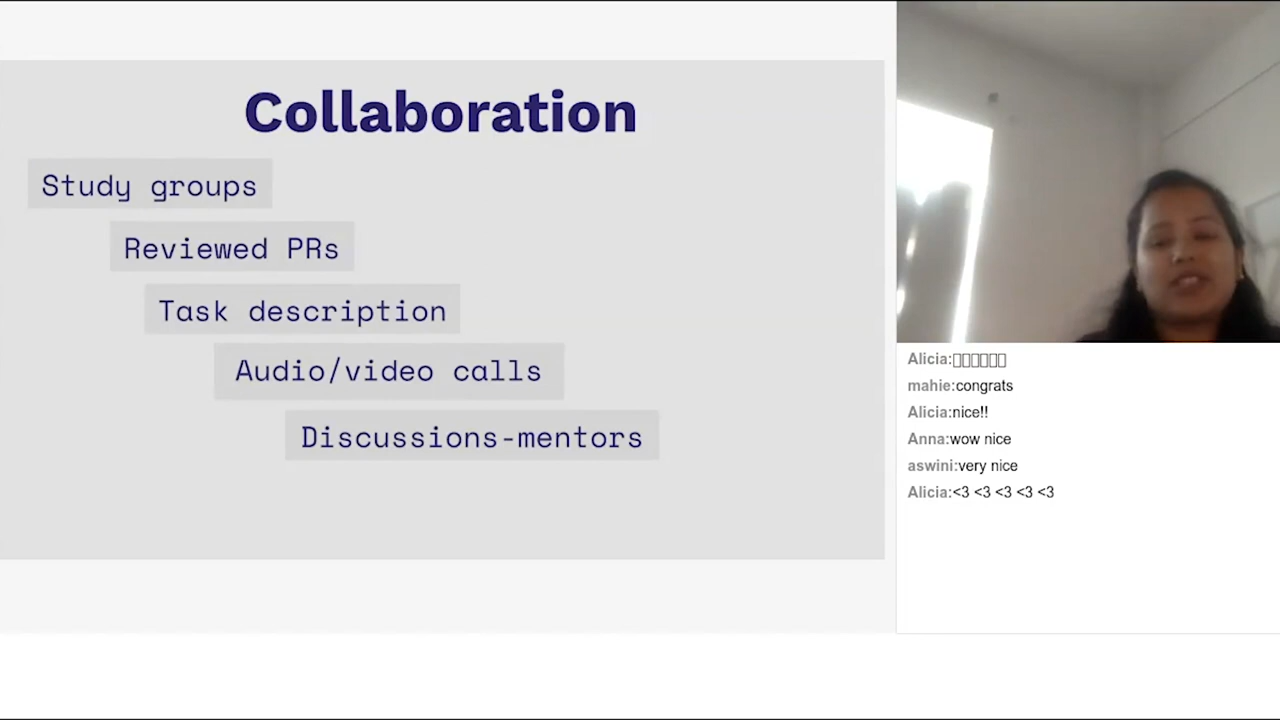 Collaboration
Study groups
Reviewed PRs
Task description
Audio/video calls
Discussions-mentors
Alicia:
mahie:congrats
Alicia:nice!!
Anna:wow nice
aswini:very nice
Alicia:<3 <3 <3 <3 <3